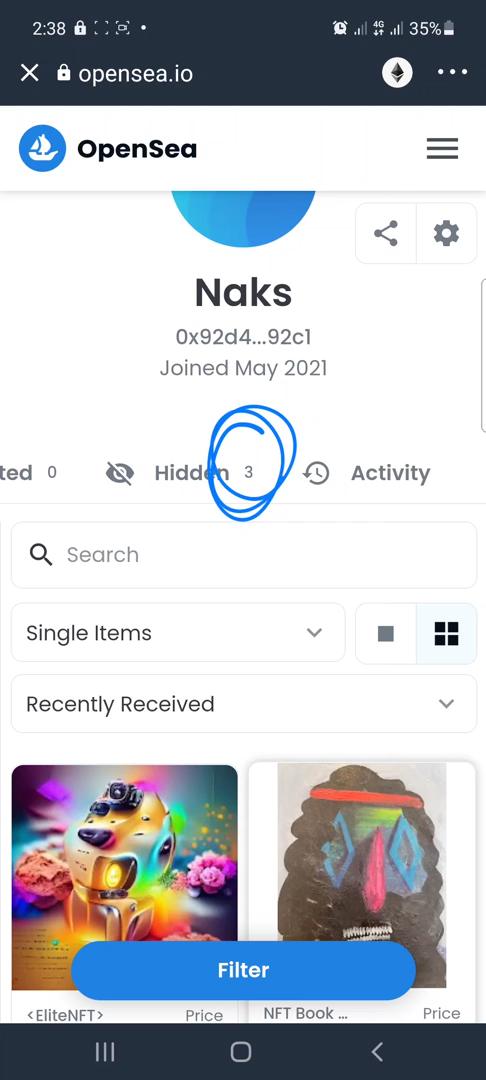 2:38 4G 35%
opensea.io
OpenSea
Naks
0x92d4...92c1
Joined May 2021
ted 0 Hidden 3 Activity
Search
Single Items
Recently Received
Filter
<EliteNFT> Price NFT Book ... Price